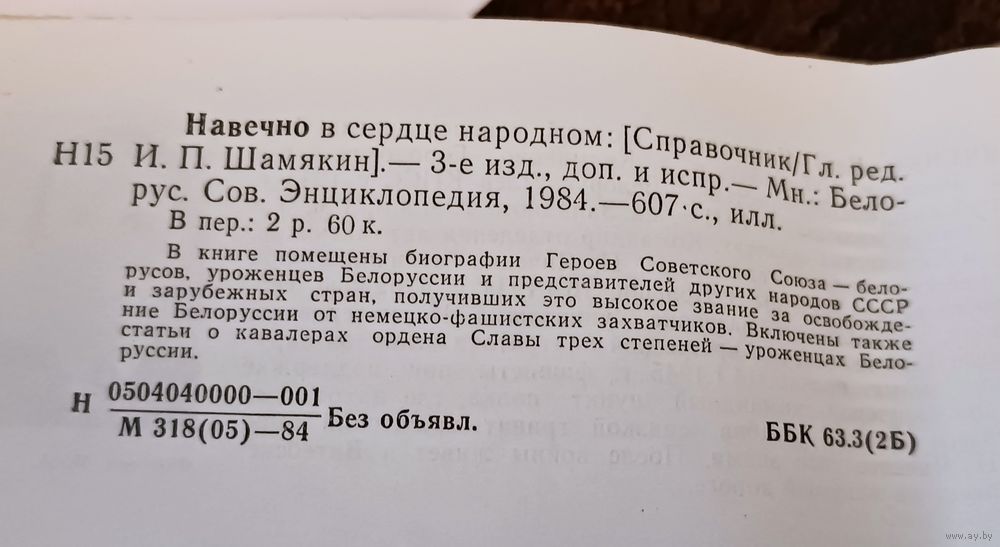 Навечно в сердце народном: [Справочник/Гл. ред.
Н15 И. П. Шамякин].— 3-е изд., доп. и испр.— Мн.: Бело-
рус. Сов. Энциклопедия, 1984.—607 с., илл.
В пер.: 2 р. 60 к.
В книге помещены биографии Героев Советского Союза — бело-
русов, уроженцев Белоруссии и представителей других народов СССР
и зарубежных стран, получивших это высокое звание за освобожде-
ние Белоруссии от немецко-фашистских захватчиков. Включены также
статьи о кавалерах ордена Славы трех степеней — уроженцах Бело-
руссии.
Н 0504040000—001
М 318(05)—84 Без объявл.
ББК 63.3(2Б)
www.ay.by